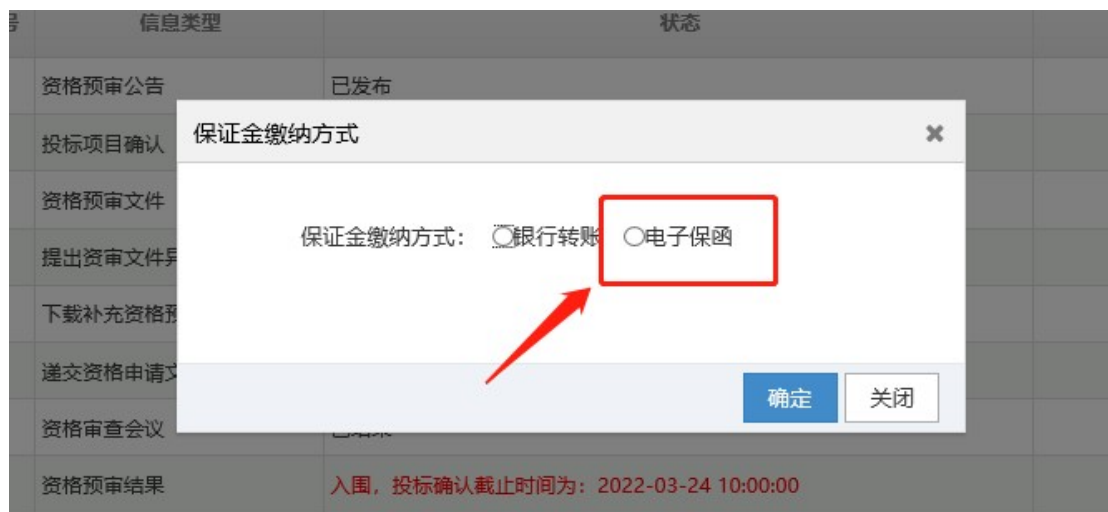 号 信息类型 状态
资格预审公告 已发布
保证金缴纳方式
投标项目确认
资格预审文件
保证金缴纳方式： 银行转账 电子保函
提出资审文件异
下载补充资格预
递交资格申请文
确定 关闭
资格审查会议 已结束
资格预审结果 入围，投标确认截止时间为：2022-03-24 10:00:00